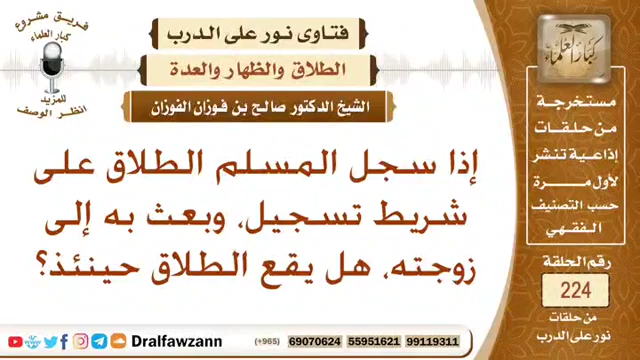 فتاوى نور على الدرب
الطلاق والظهار والعدة
الشيخ الدكتور صالح بن فوزان الفوزان
فريق مشروع
كبار العلماء
للمزيد
انظر الوصف
كبار العلماء
مستخرجة
من حلقات
إذاعية تنشر
لأول مرة
حسب التصنيف
الفقهي
رقم الحلقة
224
من حلقات
نور على الدرب
إذا سجل المسلم الطلاق على
شريط تسجيل، وبعث به إلى
زوجته، هل يقع الطلاق حينئذ؟
Dralfawzann
(+965) 69070624 55951621 99119311